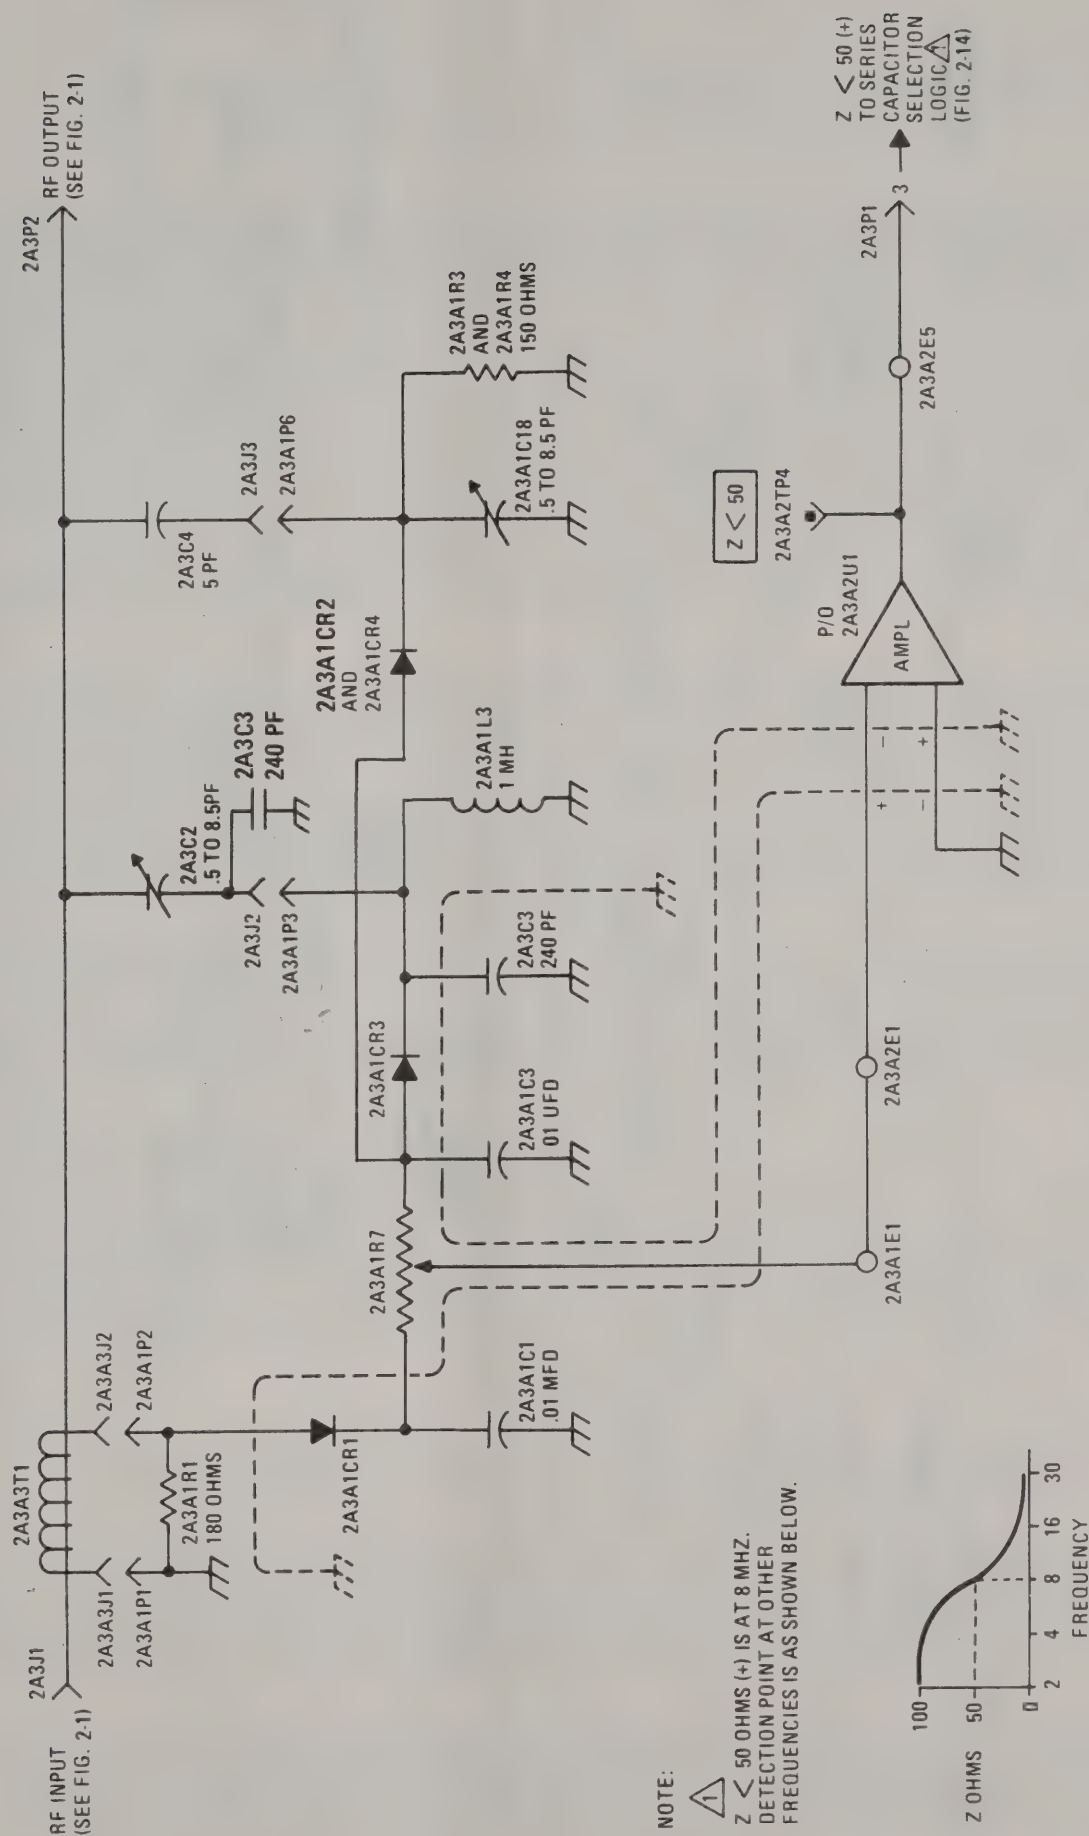 RF INPUT
(SEE FIG. 2-1)
2A3J1
2A3A3T1
2A3A3J1
2A3A1P1
2A3A3J2
2A3A1P2
2A3A1R1
180 OHMS
2A3A1CR1
2A3A1C1
.01 MFD
2A3A1R7
2A3A1CR3
2A3A1C3
01 UFD
2A3C3
240 PF
2A3J2
2A3A1P3
2A3C2
.5 TO 8.5PF
2A3C3
240 PF
2A3A1L3
1 MH
2A3A1CR2
AND
2A3A1CR4
2A3C4
5 PF
2A3J3
2A3A1P6
2A3A1C18
.5 TO 8.5 PF
2A3A1R3
AND
2A3A1R4
150 OHMS
2A3P2
RF OUTPUT
(SEE FIG. 2-1)
2A3A1E1
2A3A2E1
+
−
−
+
AMPL
P/O
2A3A2U1
Z < 50
2A3A2TP4
2A3A2E5
2A3P1
3
Z < 50 (+)
TO SERIES
CAPACITOR
SELECTION
LOGIC 1
(FIG. 2-14)
NOTE:
1
Z < 50 OHMS (+) IS AT 8 MHZ.
DETECTION POINT AT OTHER
FREQUENCIES IS AS SHOWN BELOW.
100
Z OHMS 50
0
2 4 8 16 30
FREQUENCY